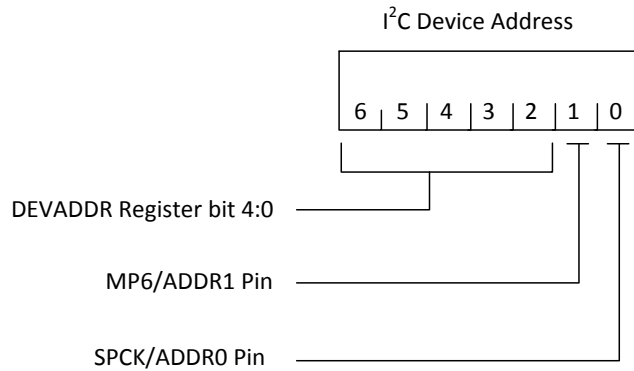 I²C Device Address
6 5 4 3 2 1 0
DEVADDR Register bit 4:0
MP6/ADDR1 Pin
SPCK/ADDR0 Pin